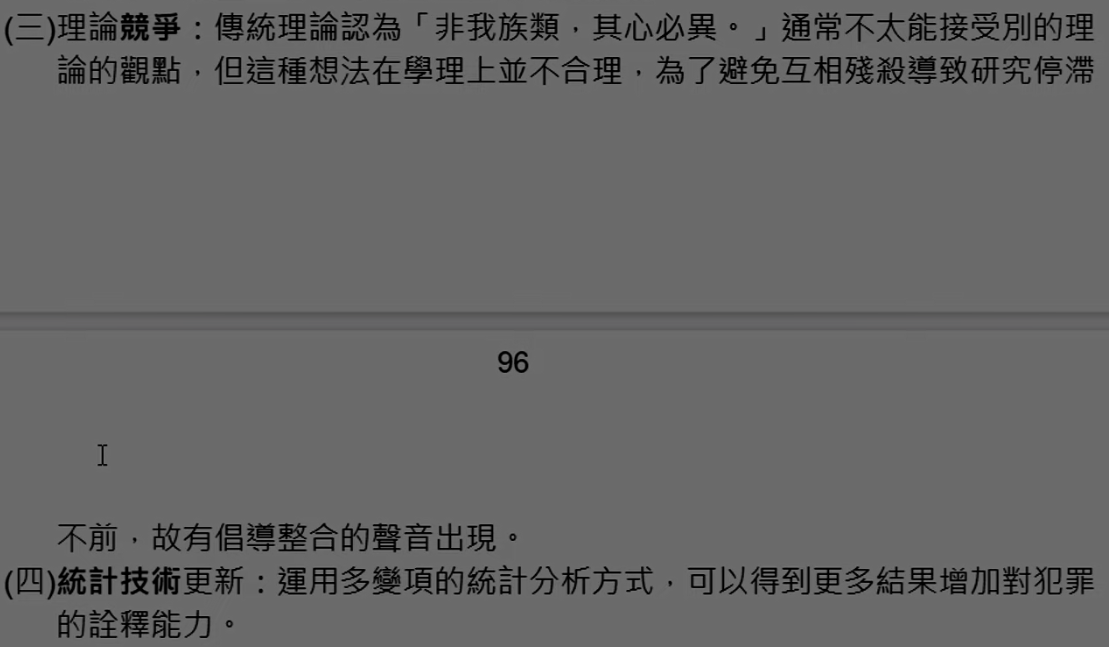 (三)理論競爭：傳統理論認為「非我族類，其心必異。」通常不太能接受別的理
論的觀點，但這種想法在學理上並不合理，為了避免互相殘殺導致研究停滯
96
不前，故有倡導整合的聲音出現。
(四)統計技術更新：運用多變項的統計分析方式，可以得到更多結果增加對犯罪
的詮釋能力。